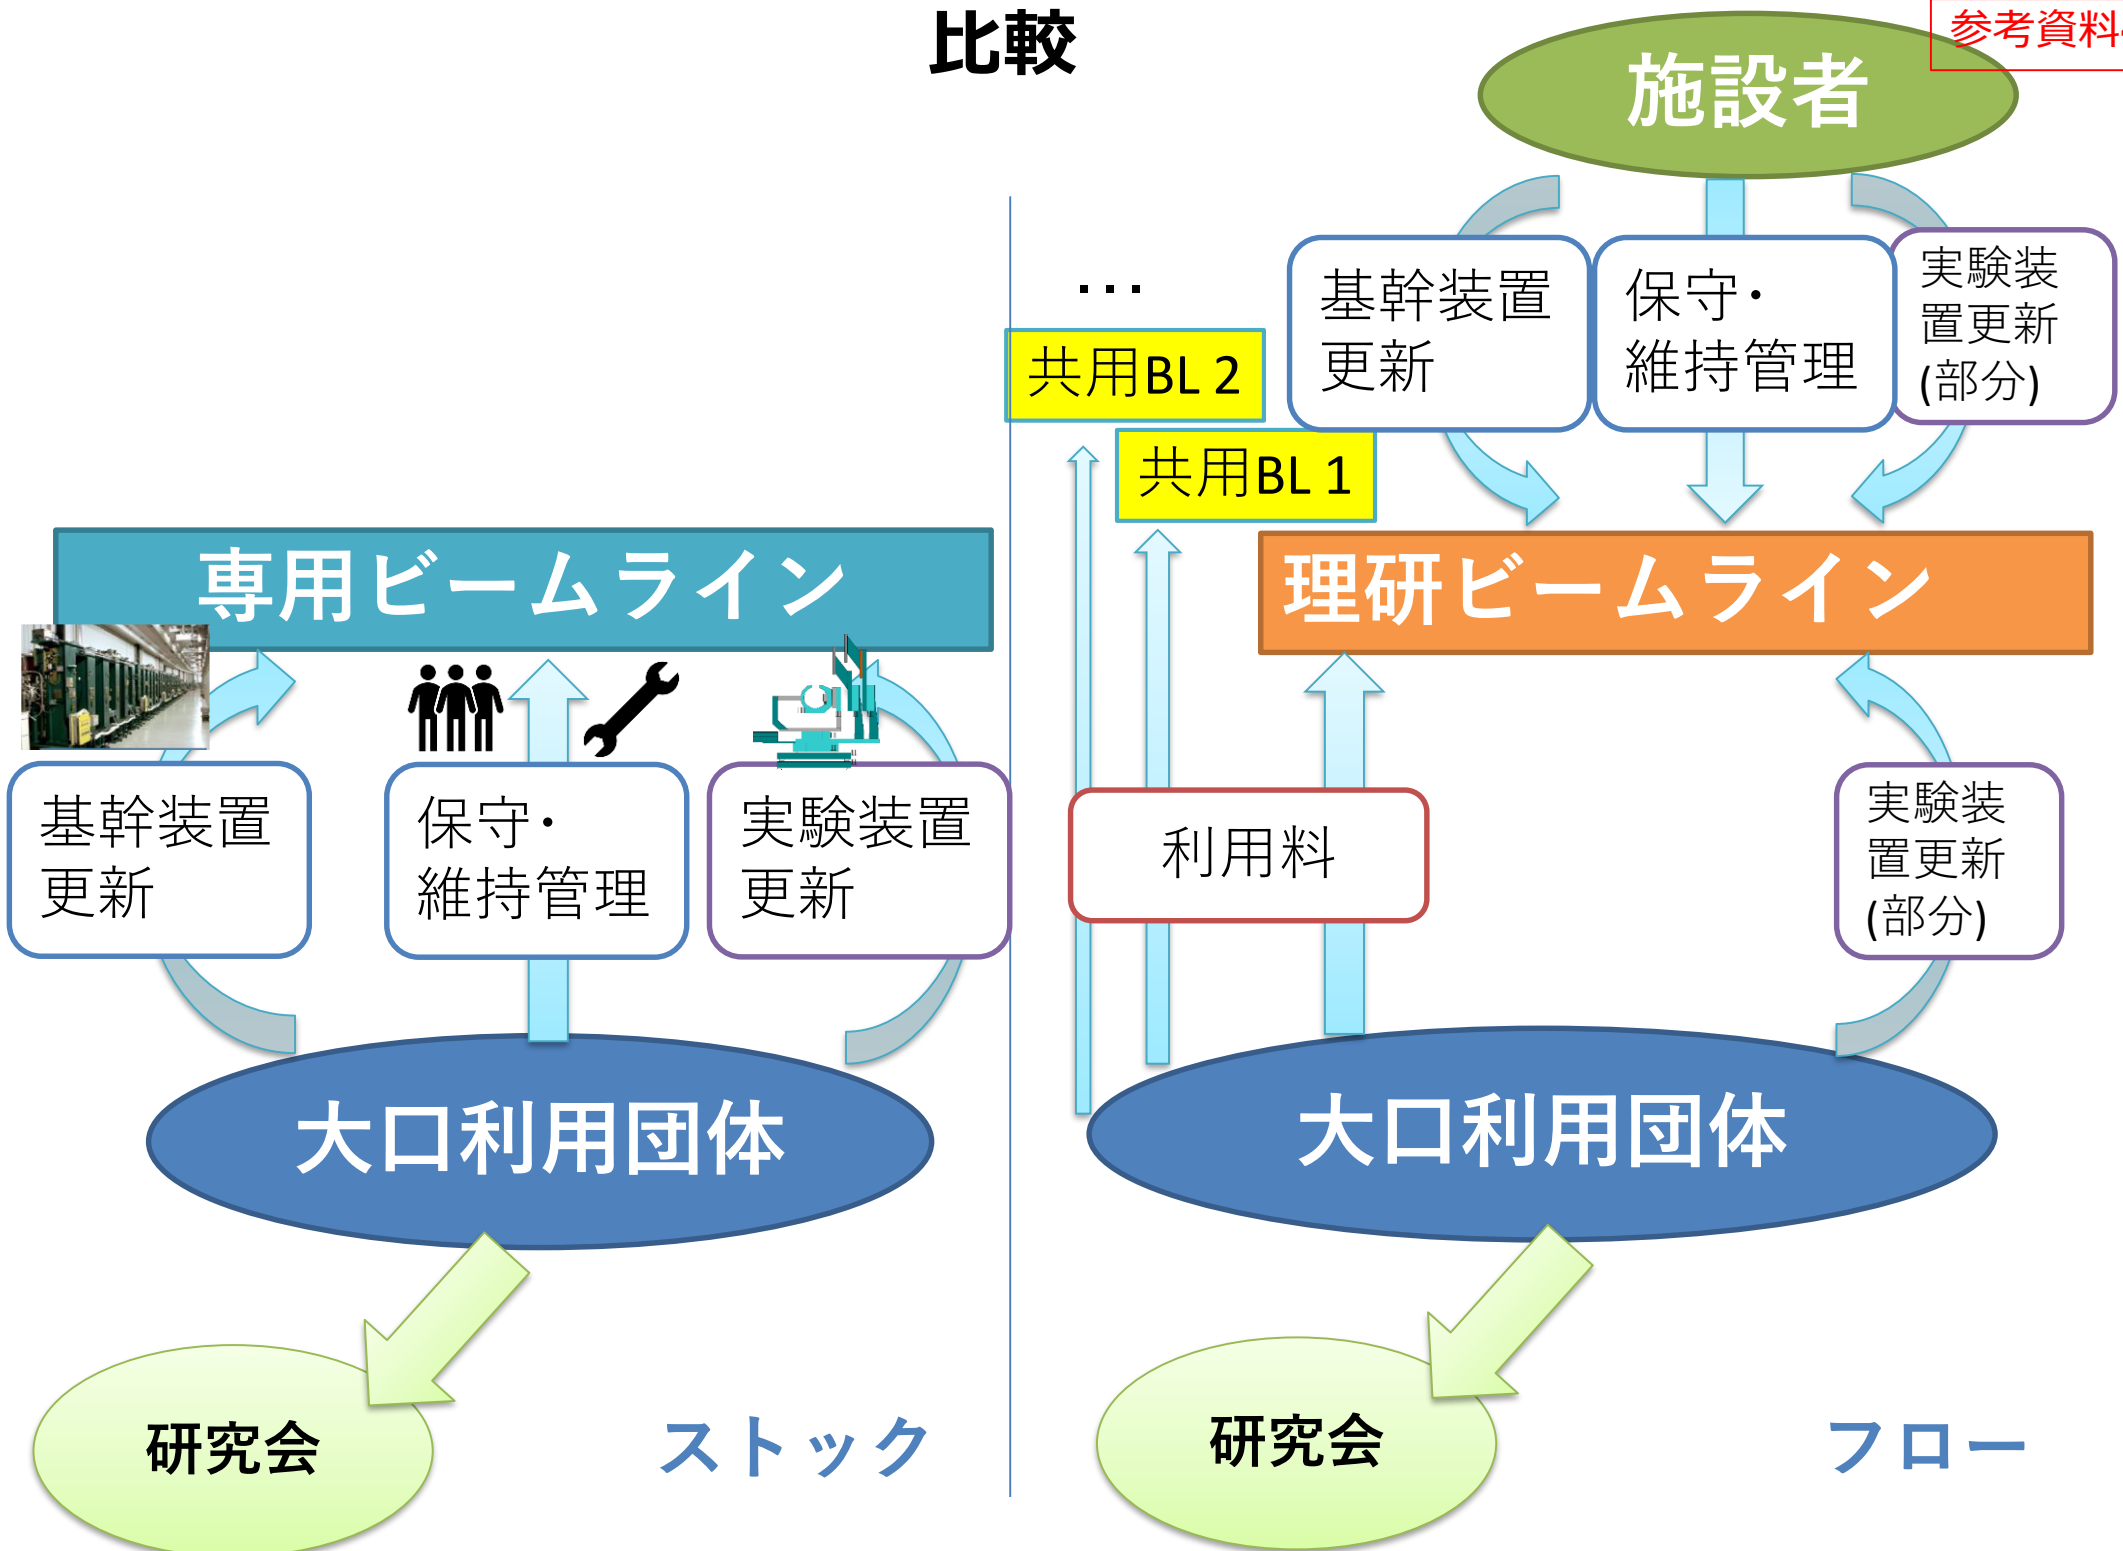 比較
参考資料
施設者
基幹装置
更新
保守・
維持管理
実験装
置更新
(部分)
…
共用BL 2
共用BL 1
専用ビームライン
理研ビームライン
基幹装置
更新
保守・
維持管理
実験装置
更新
利用料
実験装
置更新
(部分)
大口利用団体
大口利用団体
研究会
ストック
研究会
フロー